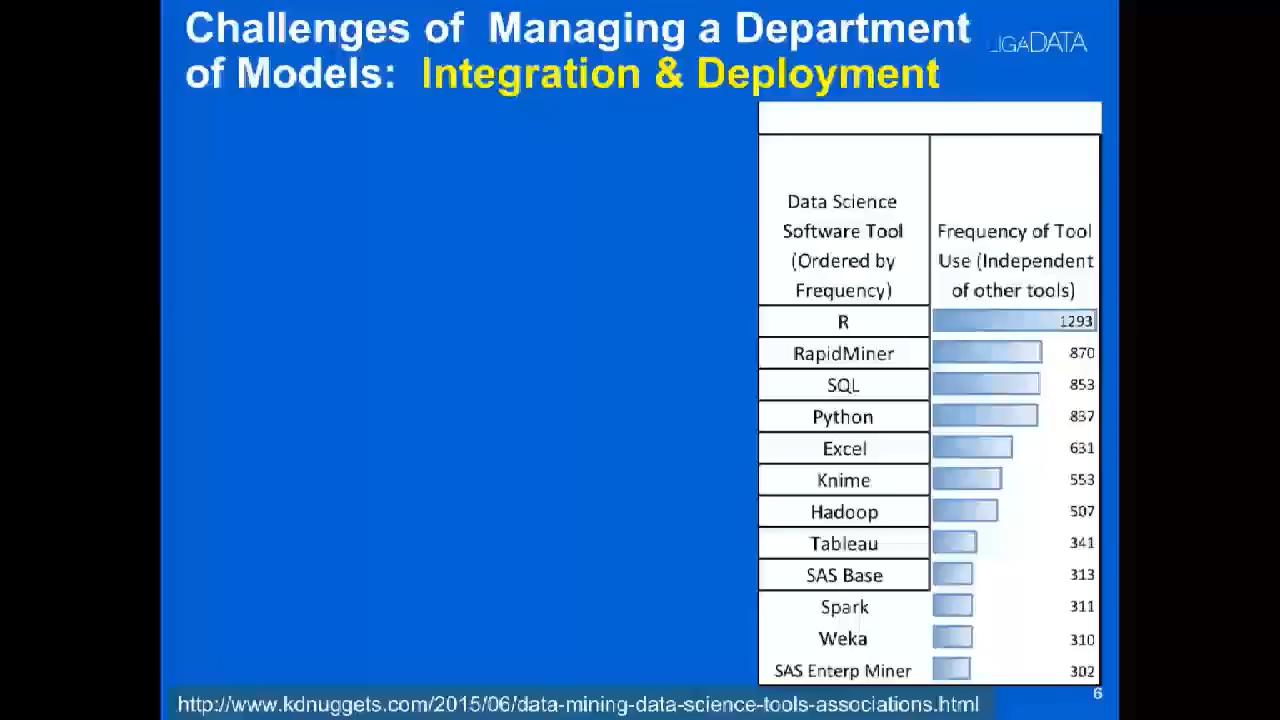 Challenges of Managing a Department
of Models: Integration & Deployment
LIGADATA
Data Science
Software Tool
(Ordered by
Frequency)
Frequency of Tool
Use (Independent
of other tools)
R 1293
RapidMiner 870
SQL 853
Python 837
Excel 631
Knime 553
Hadoop 507
Tableau 341
SAS Base 313
Spark 311
Weka 310
SAS Enterp Miner 302
6
http://www.kdnuggets.com/2015/06/data-mining-data-science-tools-associations.html